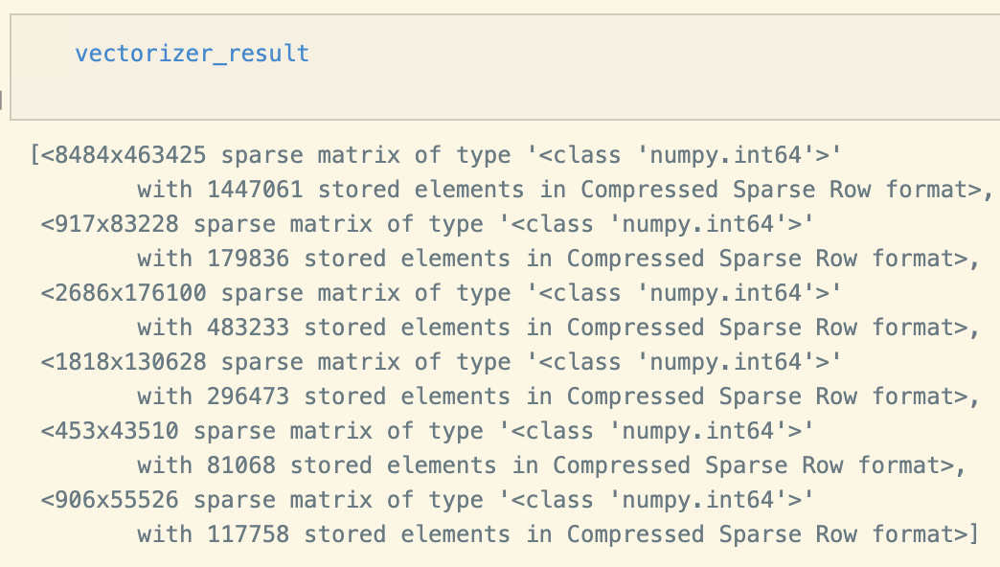 vectorizer_result
[<8484x463425 sparse matrix of type '<class 'numpy.int64'>'
with 1447061 stored elements in Compressed Sparse Row format>,
<917x83228 sparse matrix of type '<class 'numpy.int64'>'
with 179836 stored elements in Compressed Sparse Row format>,
<2686x176100 sparse matrix of type '<class 'numpy.int64'>'
with 483233 stored elements in Compressed Sparse Row format>,
<1818x130628 sparse matrix of type '<class 'numpy.int64'>'
with 296473 stored elements in Compressed Sparse Row format>,
<453x43510 sparse matrix of type '<class 'numpy.int64'>'
with 81068 stored elements in Compressed Sparse Row format>,
<906x55526 sparse matrix of type '<class 'numpy.int64'>'
with 117758 stored elements in Compressed Sparse Row format>]